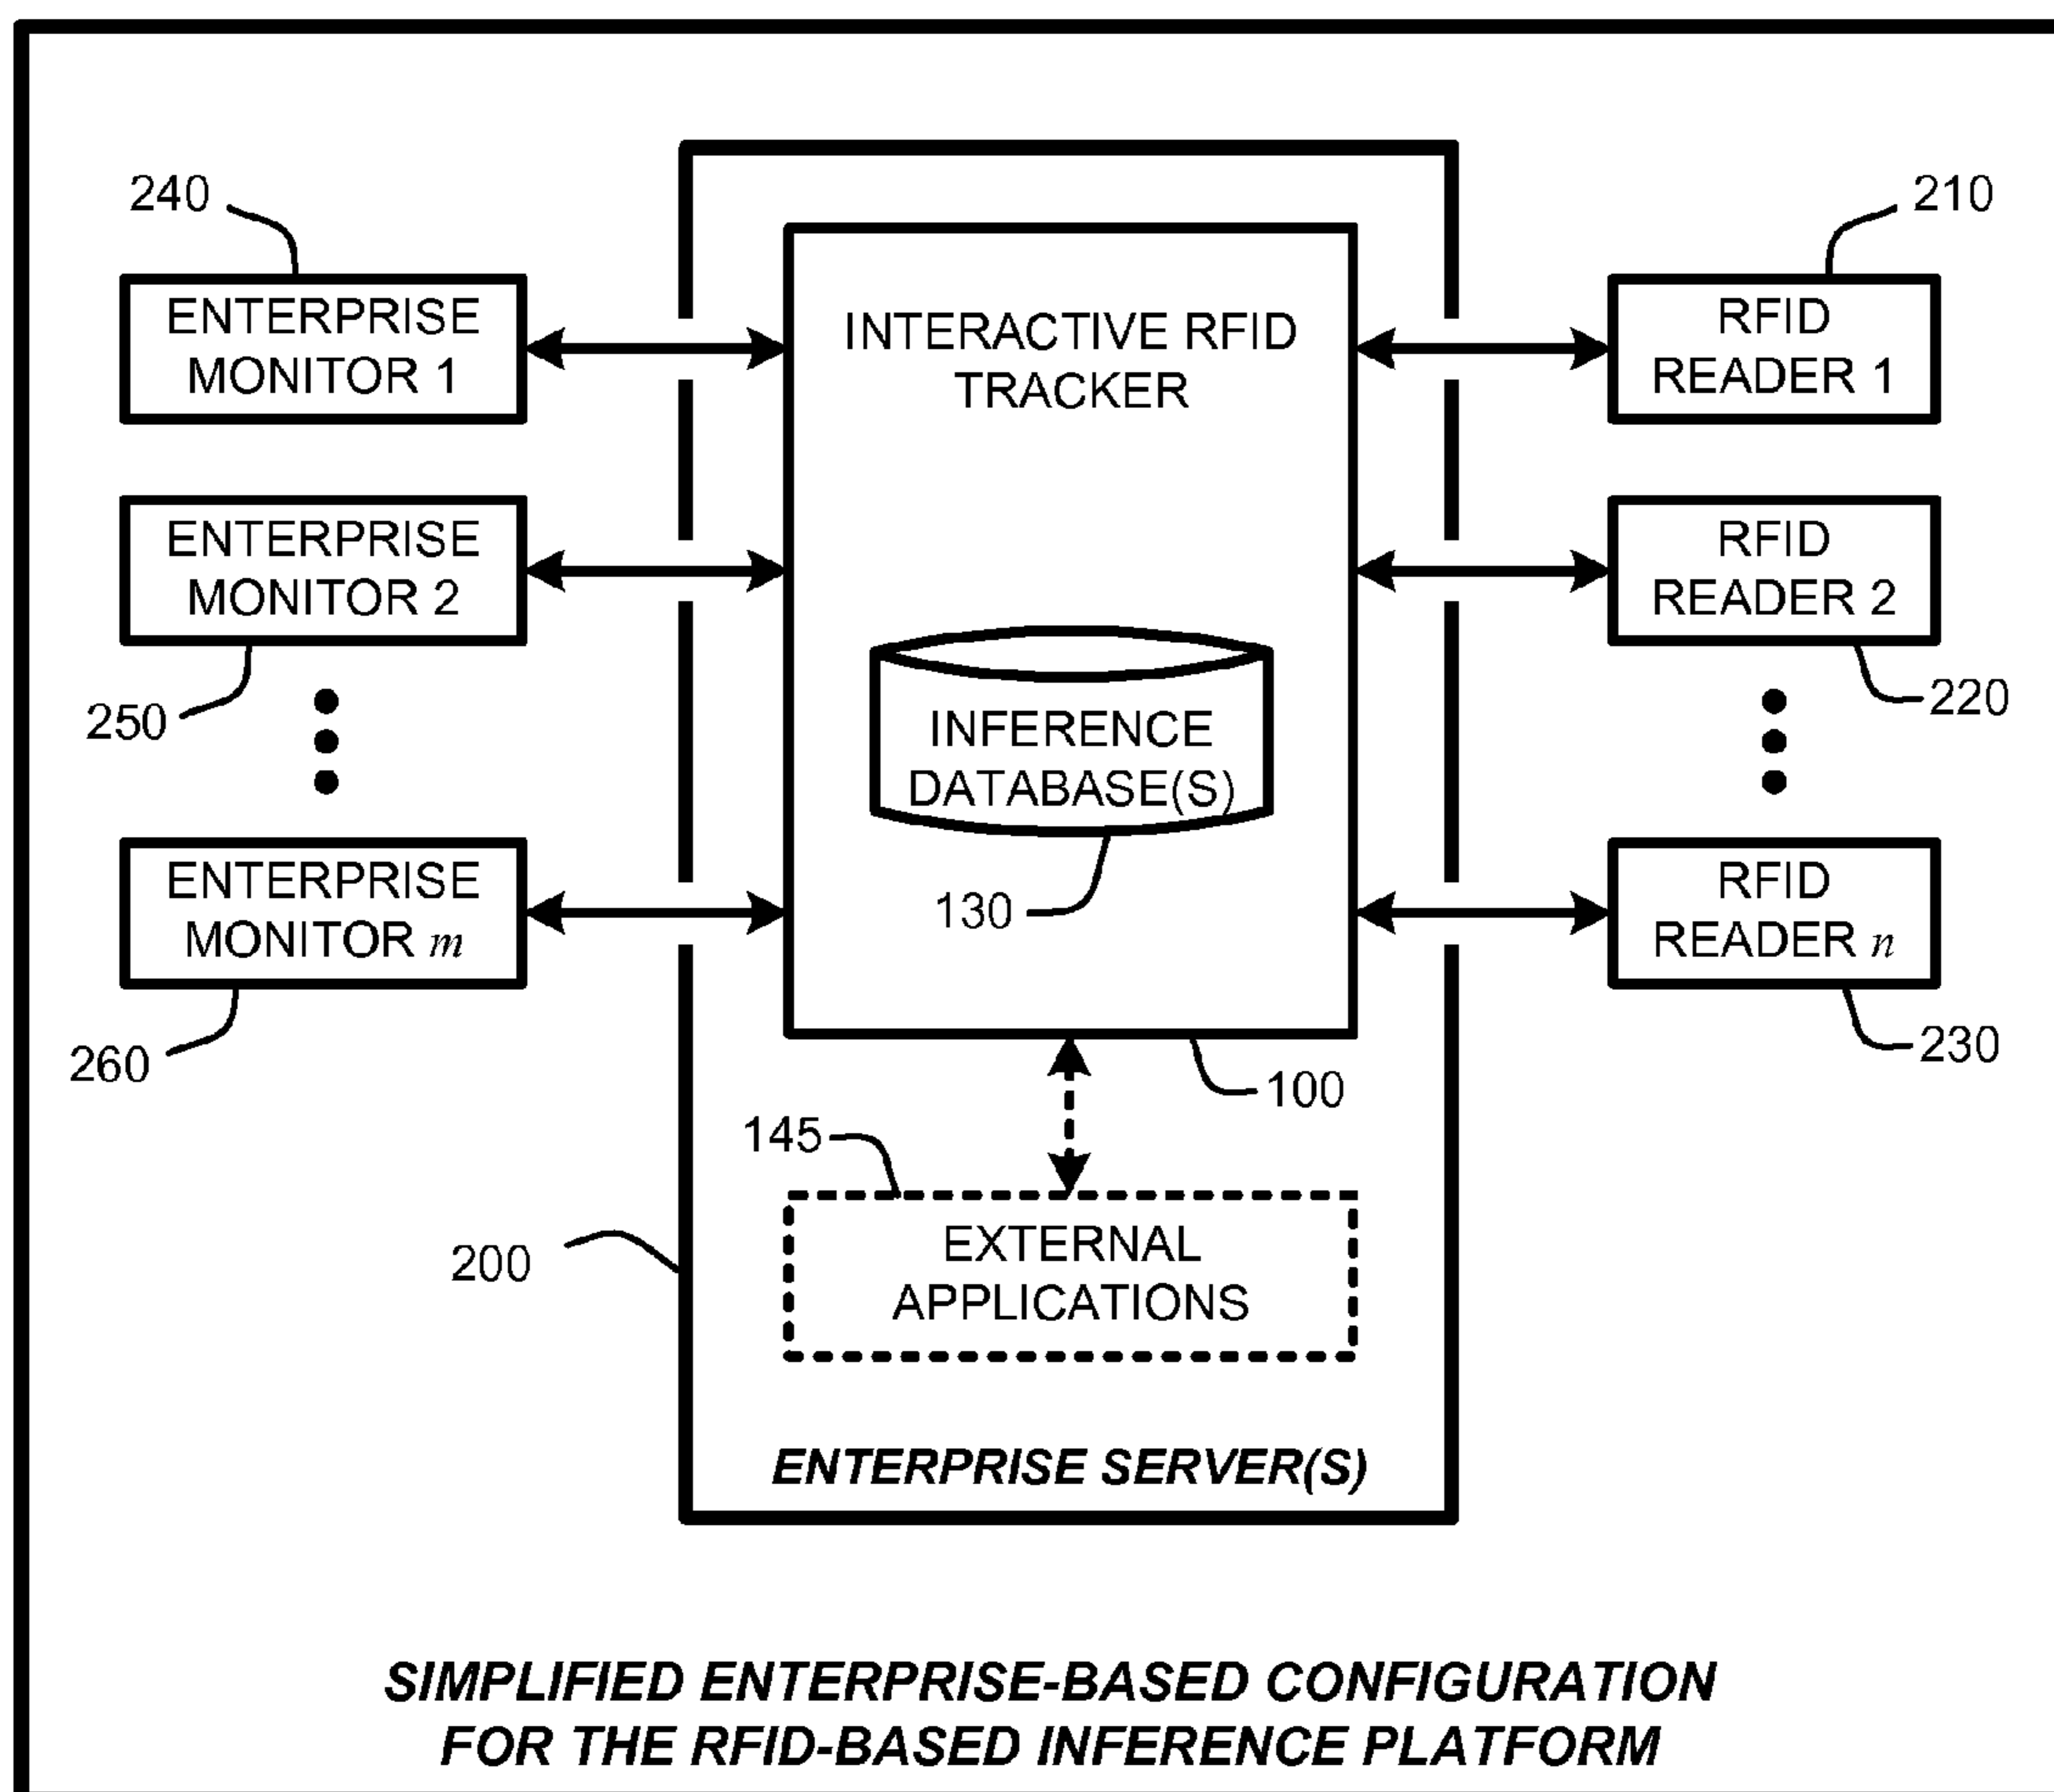 240
ENTERPRISE
MONITOR 1
ENTERPRISE
MONITOR 2
250
ENTERPRISE
MONITOR m
260
INTERACTIVE RFID
TRACKER
INFERENCE
DATABASE(S)
130
100
145
EXTERNAL
APPLICATIONS
200
ENTERPRISE SERVER(S)
210
RFID
READER 1
RFID
READER 2
220
RFID
READER n
230
SIMPLIFIED ENTERPRISE-BASED CONFIGURATION
FOR THE RFID-BASED INFERENCE PLATFORM